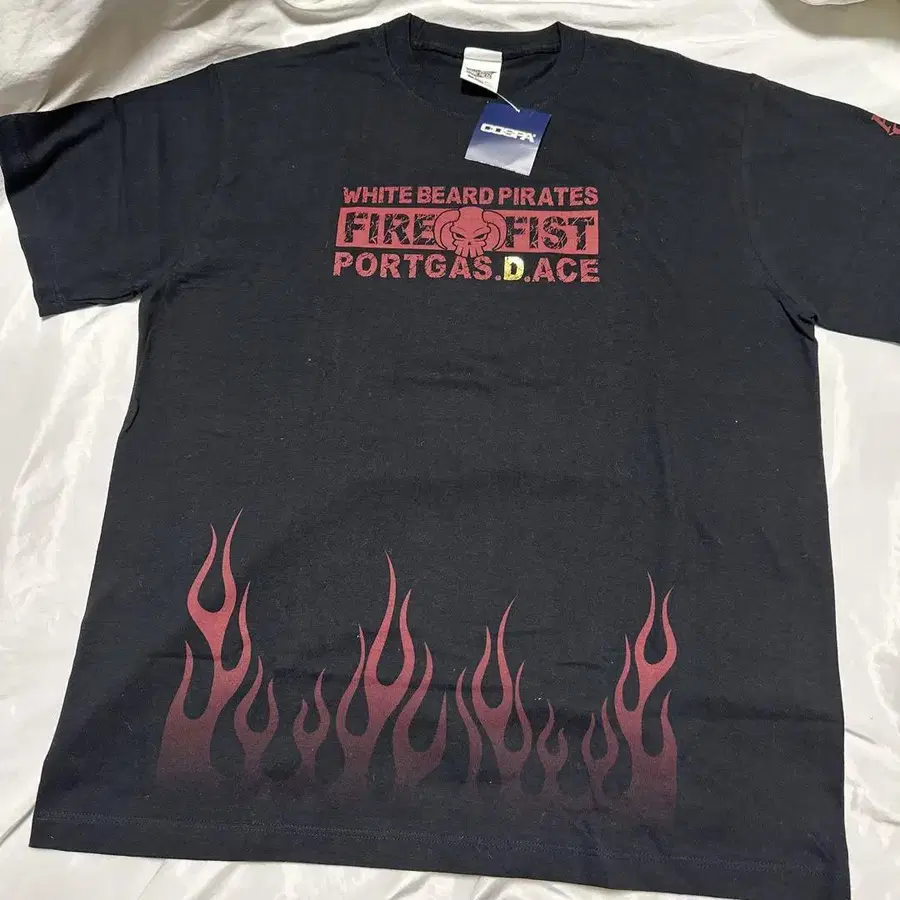 COSPA
WHITE BEARD PIRATES
FIRE FIST
PORTGAS.D.ACE